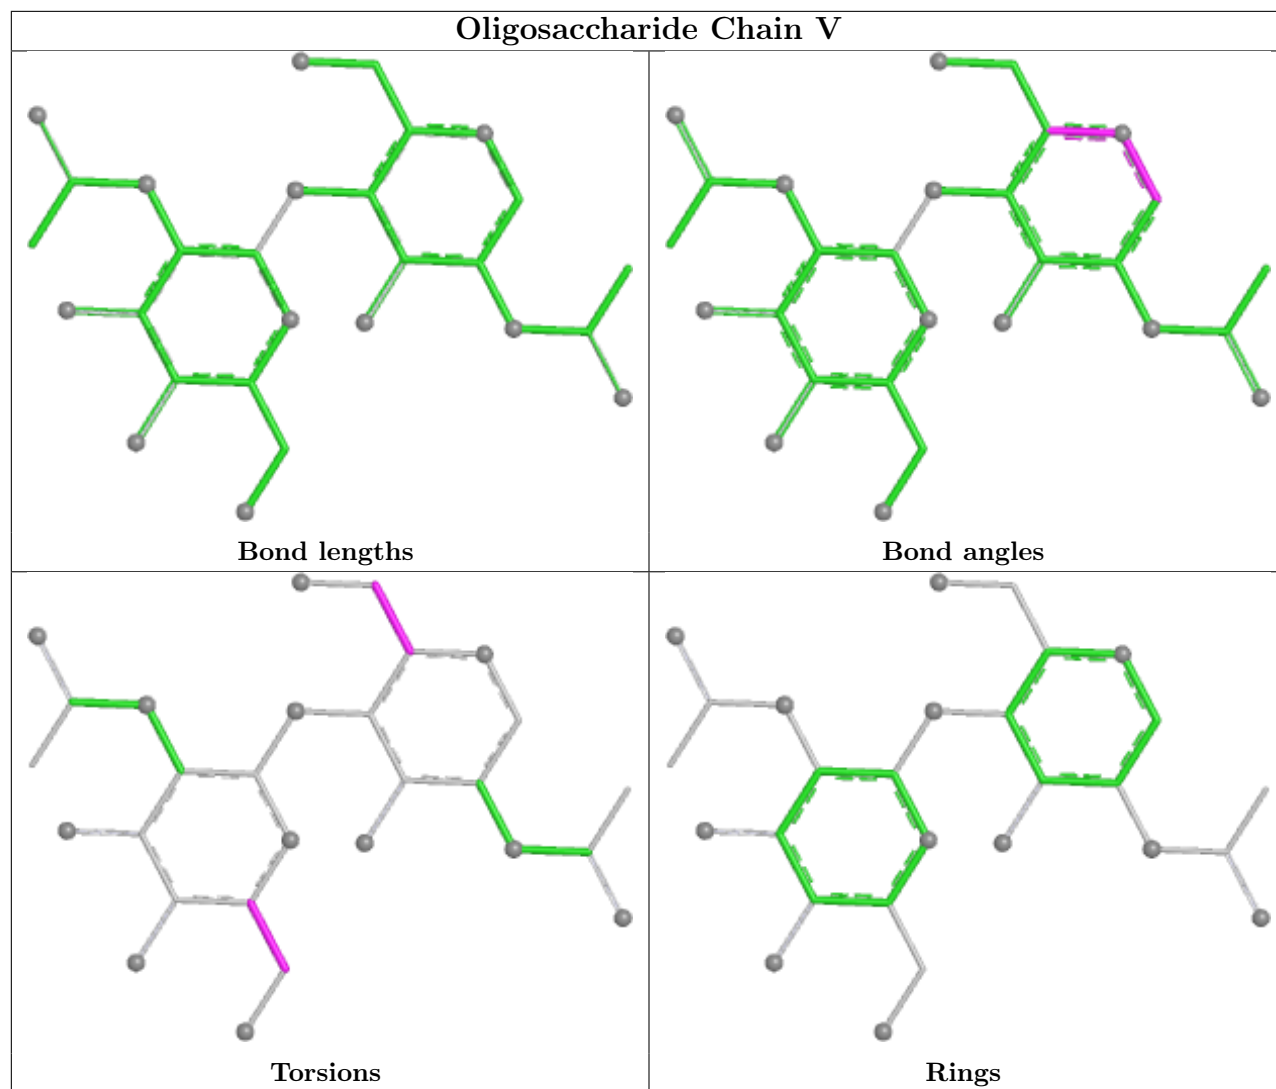 Oligosaccharide Chain V
Bond lengths
Bond angles
Torsions
Rings